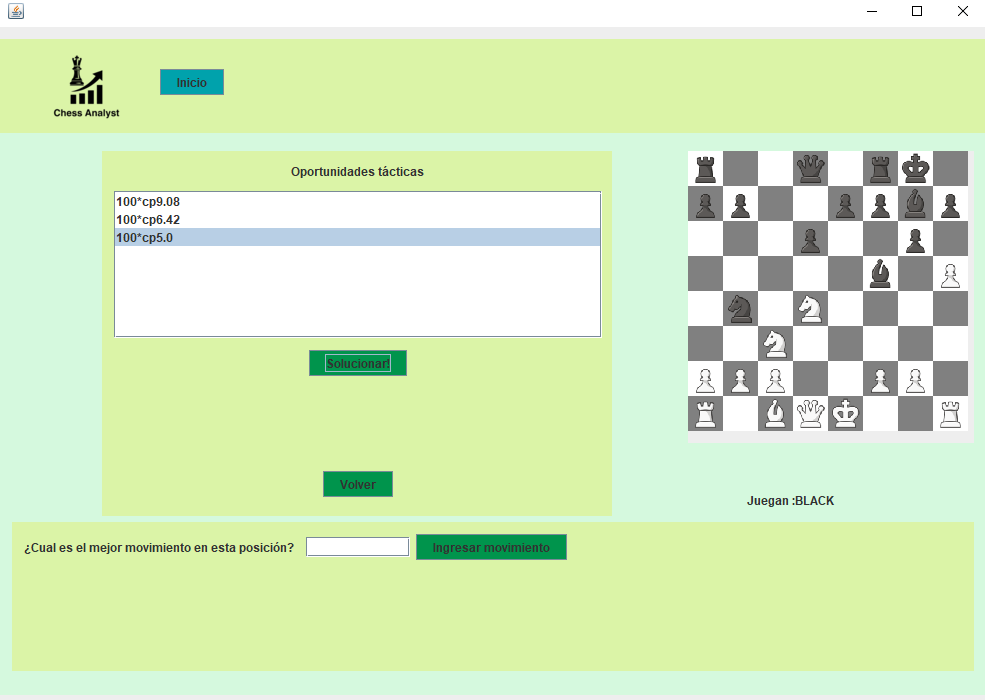 Inicio
Chess Analyst
Oportunidades tácticas
100*cp9.08
100*cp6.42
100*cp5.0
Solucionar!
Volver
Juegan :BLACK
¿Cual es el mejor movimiento en esta posición?
Ingresar movimiento